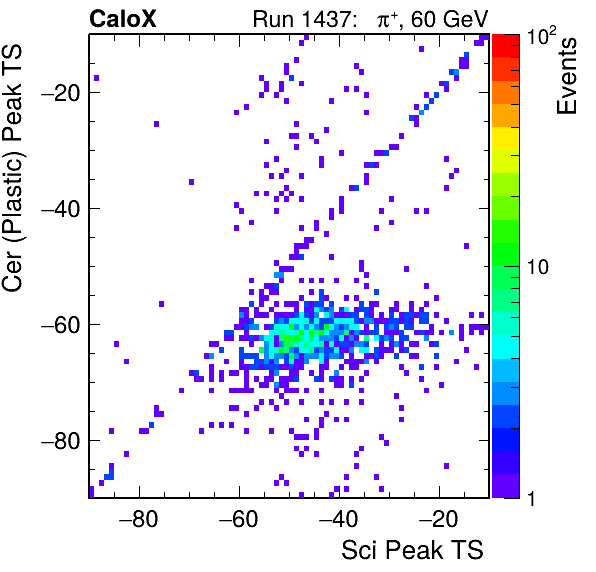 CaloX Run 1437: π⁺, 60 GeV
Cer (Plastic) Peak TS
−20
−40
−60
−80
−80 −60 −40 −20
Sci Peak TS
10²
10
1
Events